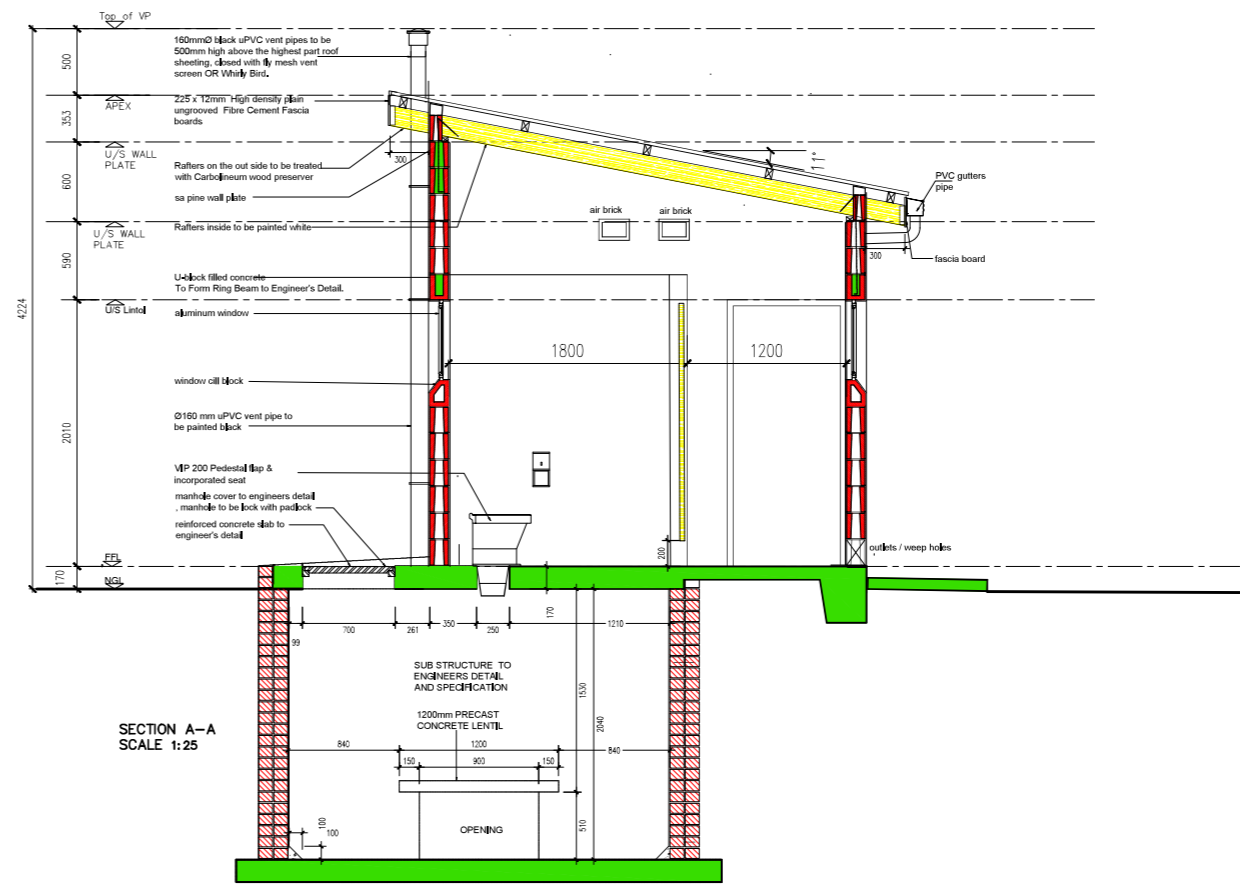 Top of VP
160mmØ black uPVC vent pipes to be
500mm high above the highest part roof
sheeting, closed with fly mesh vent
screen OR Whirly Bird.
500
APEX
225 x 12mm High density plain
ungrooved Fibre Cement Fascia
boards
353
U/S WALL
PLATE
Rafters on the out side to be treated
with Carbolineum wood preserver
300
11°
PVC gutters
pipe
600
sa pine wall plate
air brick
air brick
U/S WALL
PLATE
Rafters inside to be painted white
300
fascia board
590
U-block filled concrete
To Form Ring Beam to Engineer's Detail.
4224
U/S Lintol
aluminum window
1800
1200
window cill block
2010
Ø160 mm uPVC vent pipe to
be painted black
VIP 200 Pedestal flap &
incorporated seat
manhole cover to engineers detail
, manhole to be lock with padlock
reinforced concrete slab to
engineer's detail
200
outlets / weep holes
FFL
170
NGL
170
99
700
261
350
250
1210
SUB STRUCTURE TO
ENGINEERS DETAIL
AND SPECIFICATION
1530
2040
1200mm PRECAST
CONCRETE LENTIL
SECTION A-A
SCALE 1:25
840
1200
840
150
900
150
OPENING
510
100
100